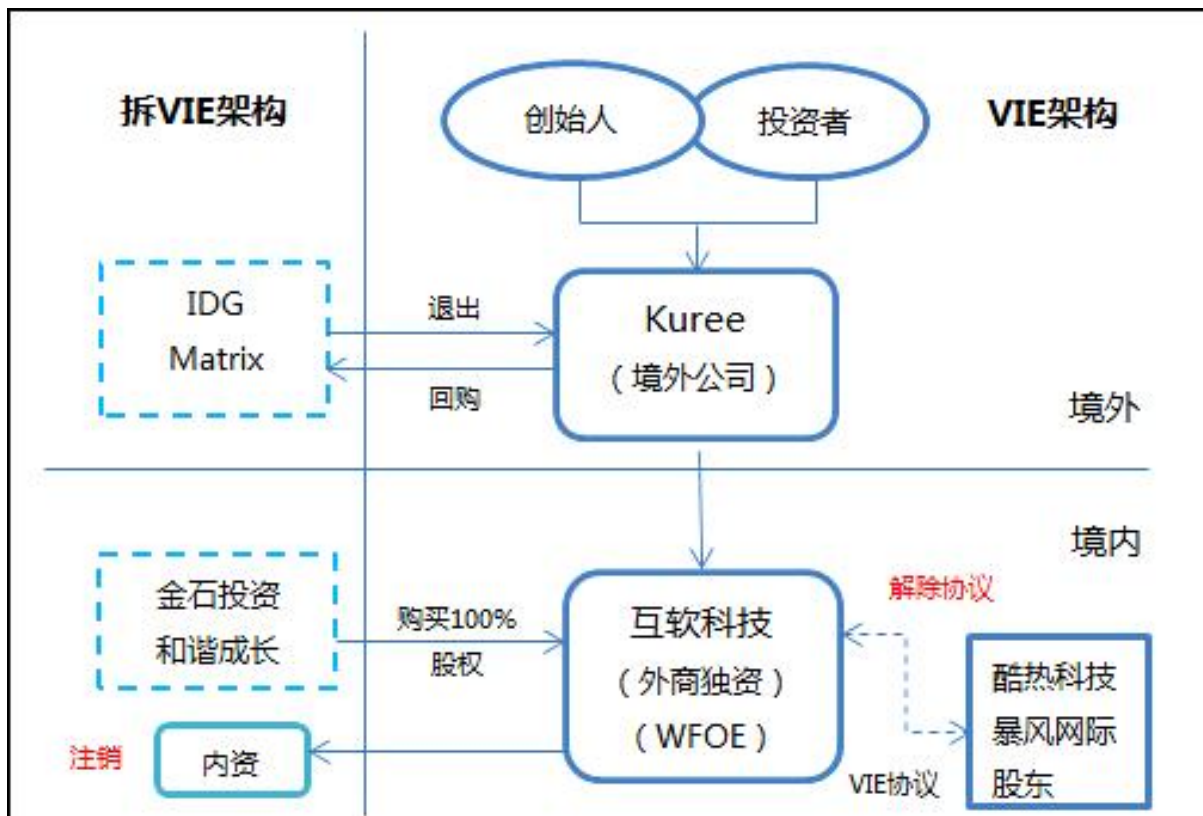 拆VIE架构
创始人
投资者
VIE架构
IDG
Matrix
退出
回购
Kuree
（境外公司）
境外
境内
金石投资
和谐成长
购买100%
股权
互软科技
（外商独资）
（WFOE）
解除协议
酷热科技
暴风网际
股东
VIE协议
注销
内资